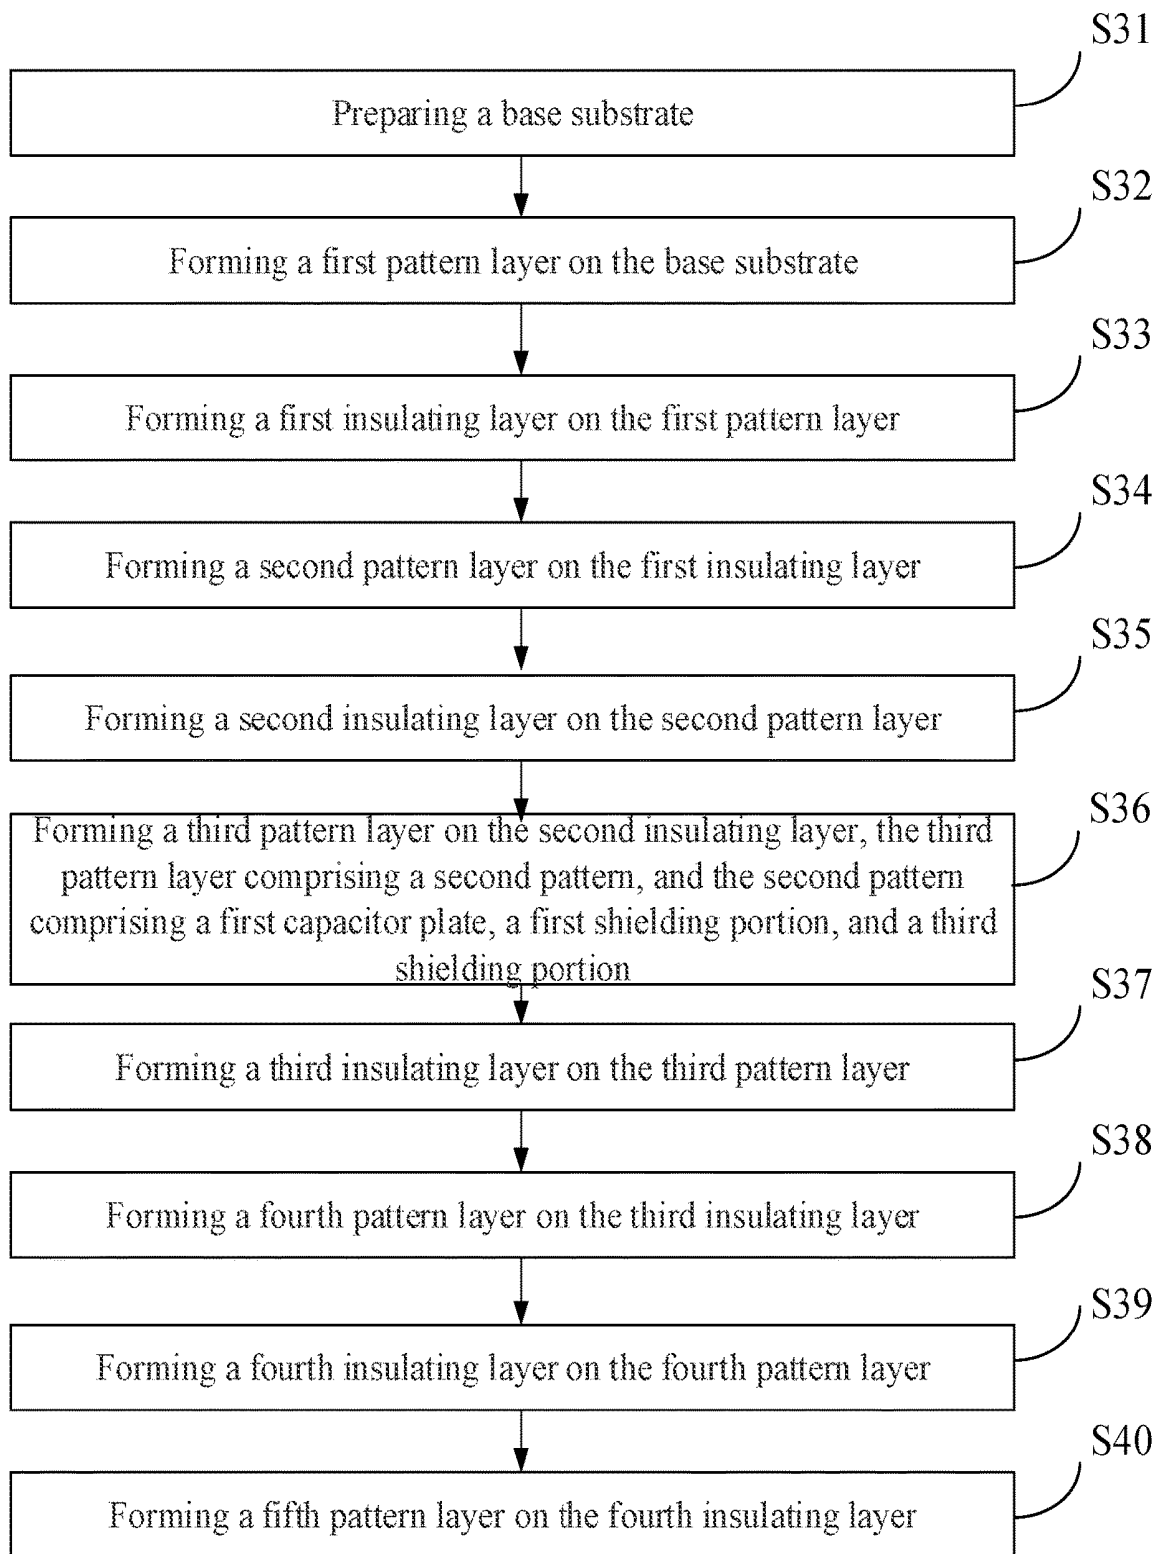 S31
Preparing a base substrate
S32
Forming a first pattern layer on the base substrate
S33
Forming a first insulating layer on the first pattern layer
S34
Forming a second pattern layer on the first insulating layer
S35
Forming a second insulating layer on the second pattern layer
S36
Forming a third pattern layer on the second insulating layer, the third
pattern layer comprising a second pattern, and the second pattern
comprising a first capacitor plate, a first shielding portion, and a third
shielding portion
S37
Forming a third insulating layer on the third pattern layer
S38
Forming a fourth pattern layer on the third insulating layer
S39
Forming a fourth insulating layer on the fourth pattern layer
S40
Forming a fifth pattern layer on the fourth insulating layer